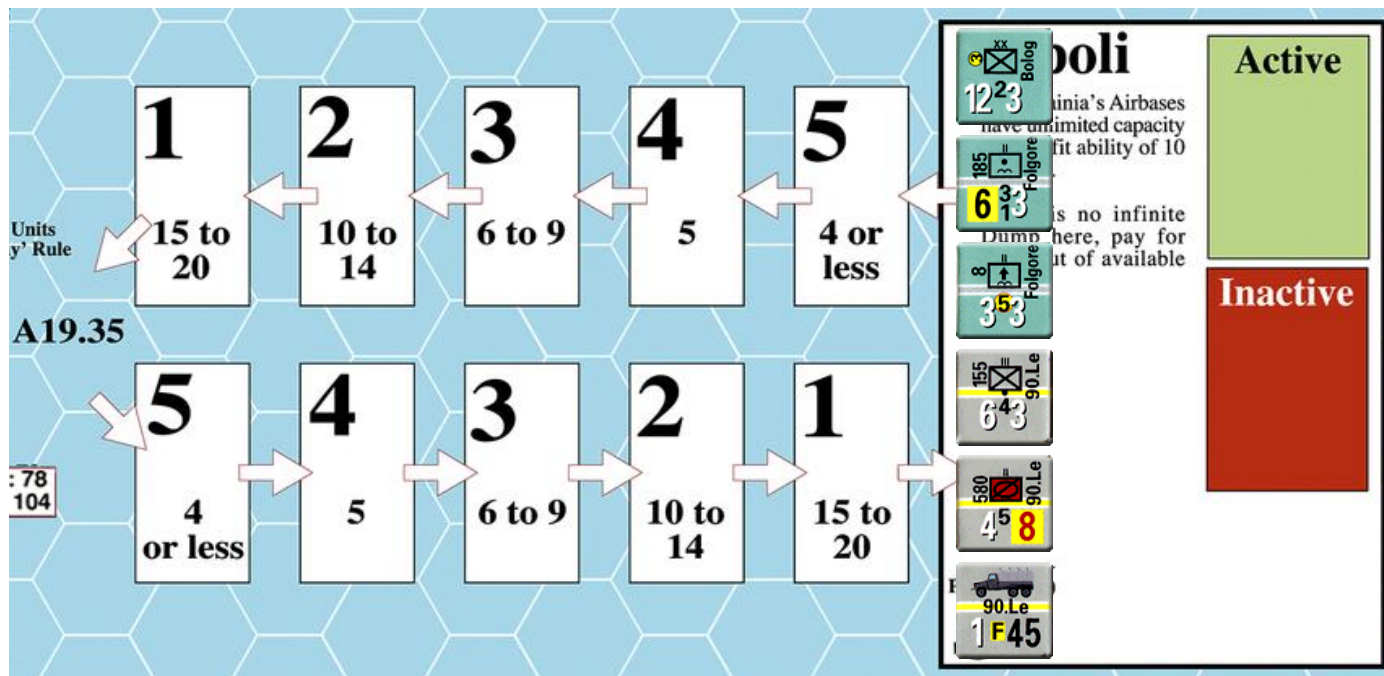 1
15 to
20
2
10 to
14
3
6 to 9
4
5
5
4 or
less
Units
y' Rule
A19.35
5
4
or less
4
5
3
6 to 9
2
10 to
14
1
15 to
20
: 78
104
oli
inia's Airbases
have unlimited capacity
fit ability of 10
is no infinite
Dump here, pay for
ut of available
Active
Inactive
XX
Bolog
12 2 3
185
II
Folgore
6 3 1 3
8
II
Folgore
3 5 3
155
III
90.Le
6 4 3
580
II
90.Le
4 5 8
90.Le
1 F 45